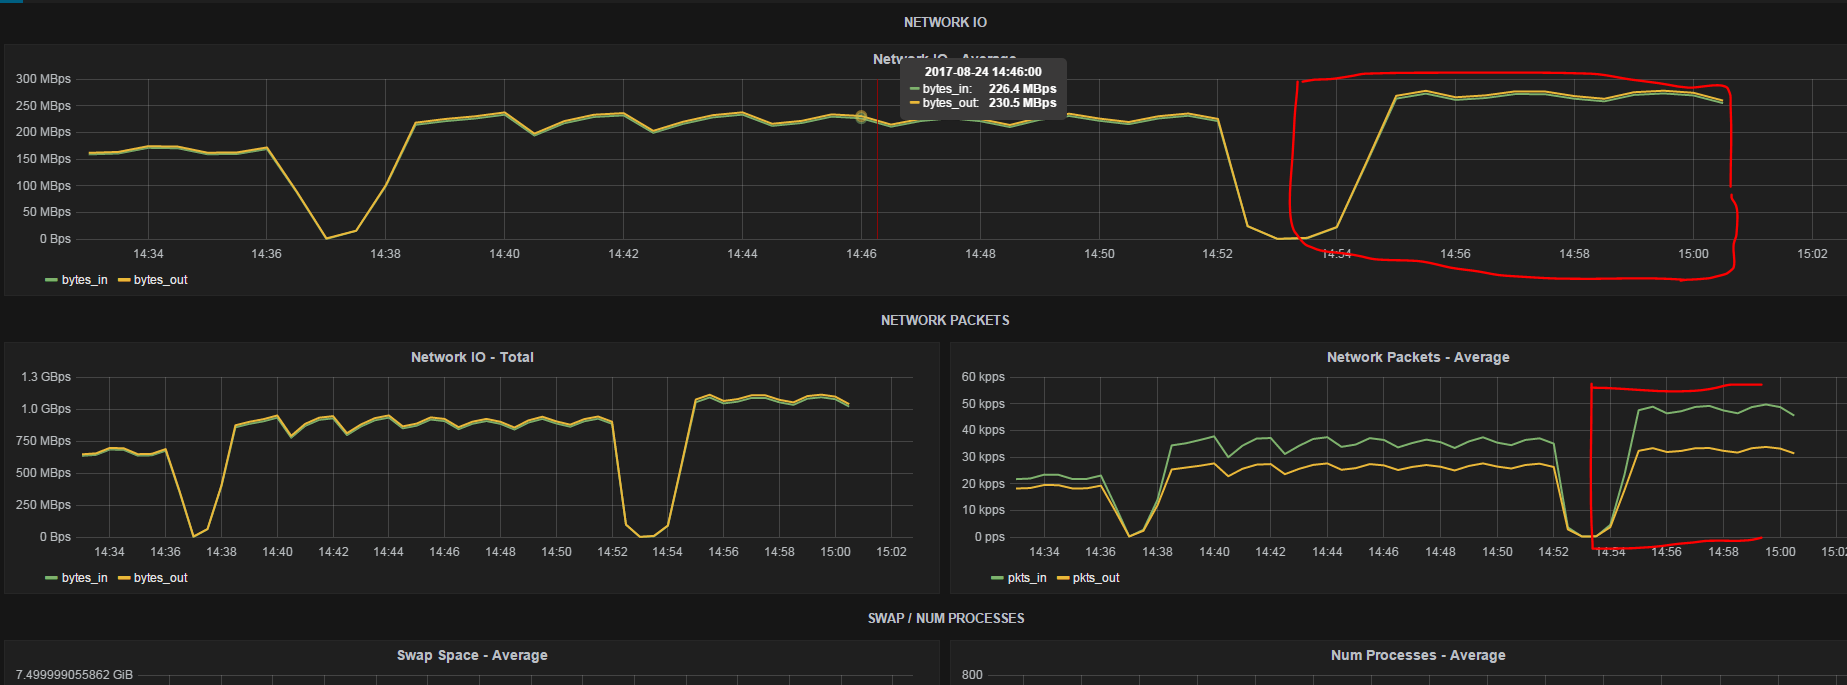 NETWORK IO
Network IO - Average
2017-08-24 14:46:00
bytes_in: 226.4 MBps
bytes_out: 230.5 MBps
300 MBps
250 MBps
200 MBps
150 MBps
100 MBps
50 MBps
0 Bps
14:34 14:36 14:38 14:40 14:42 14:44 14:46 14:48 14:50 14:52 14:54 14:56 14:58 15:00 15:02
bytes_in bytes_out
NETWORK PACKETS
Network IO - Total
1.3 GBps
1.0 GBps
750 MBps
500 MBps
250 MBps
0 Bps
14:34 14:36 14:38 14:40 14:42 14:44 14:46 14:48 14:50 14:52 14:54 14:56 14:58 15:00 15:02
bytes_in bytes_out
Network Packets - Average
60 kpps
50 kpps
40 kpps
30 kpps
20 kpps
10 kpps
0 pps
14:34 14:36 14:38 14:40 14:42 14:44 14:46 14:48 14:50 14:52 14:54 14:56 14:58 15:00 15:02
pkts_in pkts_out
SWAP / NUM PROCESSES
Swap Space - Average
7.499999055862 GiB
Num Processes - Average
800